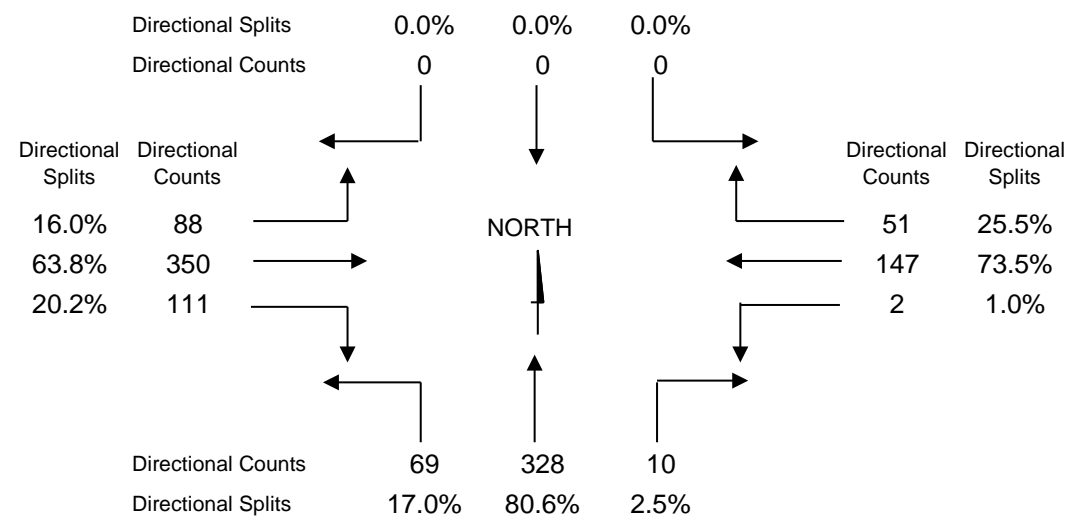 Directional Splits 0.0% 0.0% 0.0%
Directional Counts 0 0 0
Directional Directional
Splits Counts
16.0% 88
63.8% 350
20.2% 111
NORTH
Directional Directional
Counts Splits
51 25.5%
147 73.5%
2 1.0%
Directional Counts 69 328 10
Directional Splits 17.0% 80.6% 2.5%